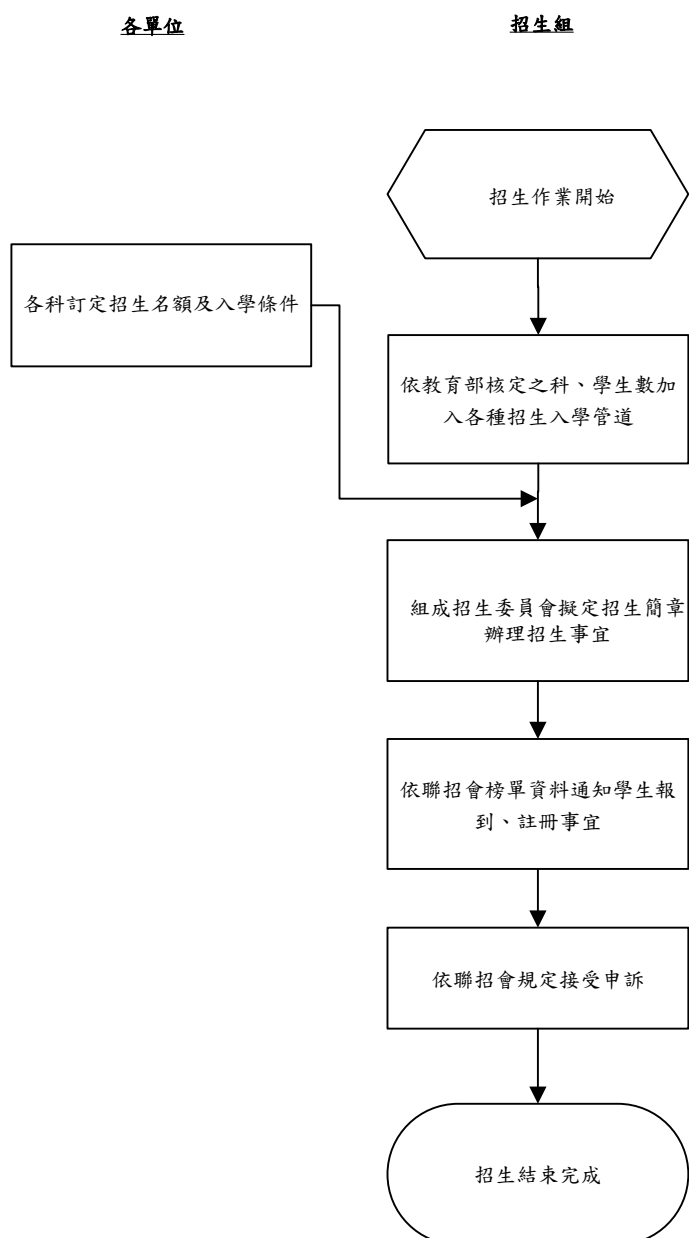 各單位
招生組
招生作業開始
各科訂定招生名額及入學條件
依教育部核定之科、學生數加
入各種招生入學管道
組成招生委員會擬定招生簡章
辦理招生事宜
依聯招會榜單資料通知學生報
到、註冊事宜
依聯招會規定接受申訴
招生結束完成